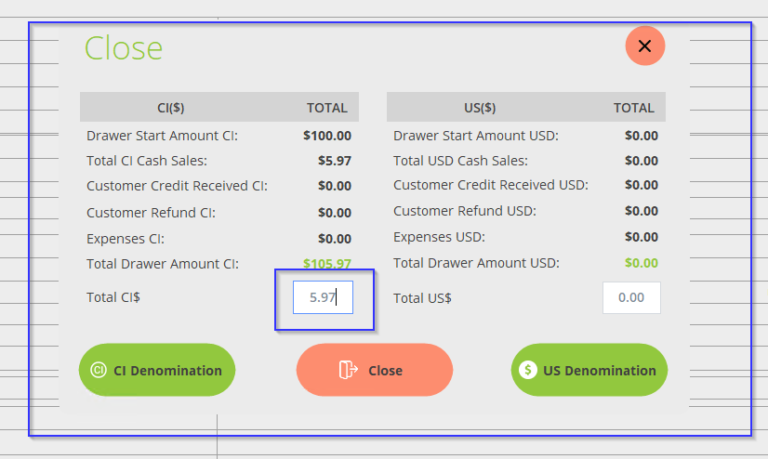 Close
CI($) TOTAL
Drawer Start Amount CI: $100.00
Total CI Cash Sales: $5.97
Customer Credit Received CI: $0.00
Customer Refund CI: $0.00
Expenses CI: $0.00
Total Drawer Amount CI: $105.97
Total CI$ 5.97
US($) TOTAL
Drawer Start Amount USD: $0.00
Total USD Cash Sales: $0.00
Customer Credit Received USD: $0.00
Customer Refund USD: $0.00
Expenses USD: $0.00
Total Drawer Amount USD: $0.00
Total US$ 0.00
CI CI Denomination
Close
$ US Denomination